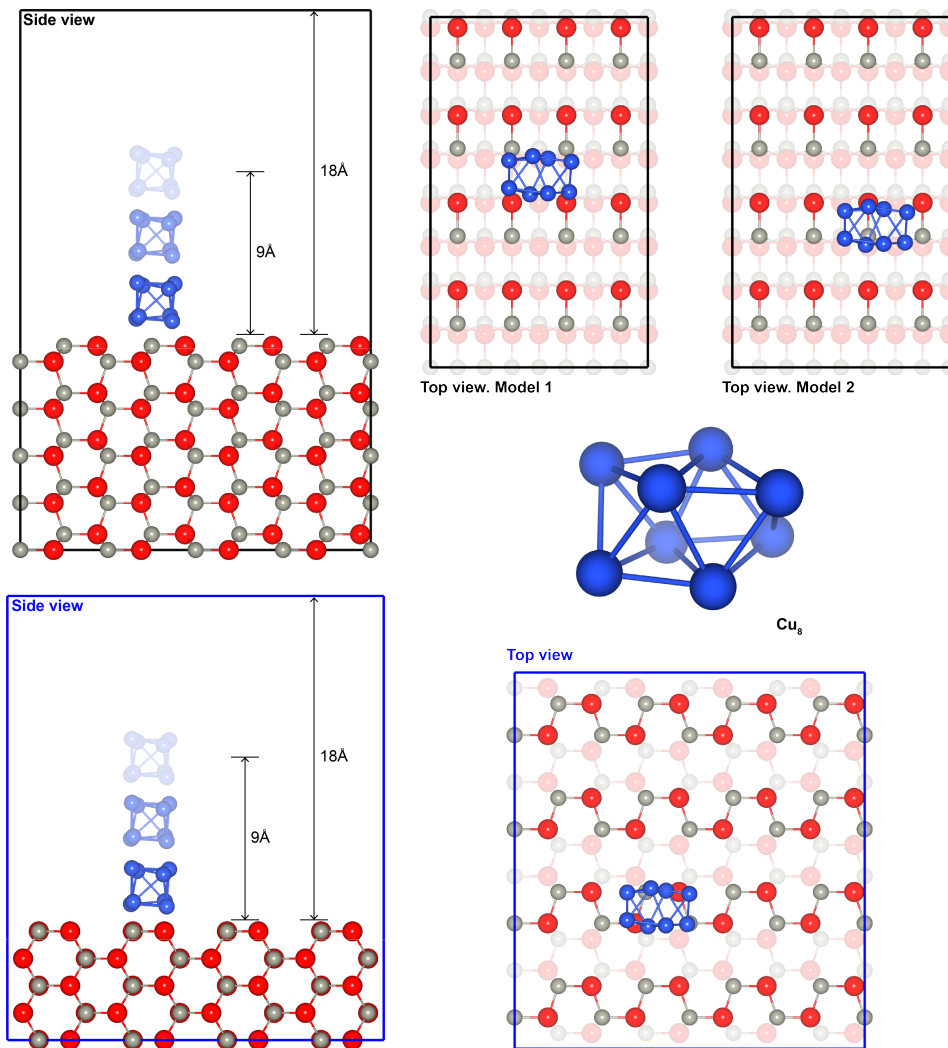 Side view
18Å
9Å
Top view. Model 1
Top view. Model 2
Cu₈
Side view
18Å
9Å
Top view